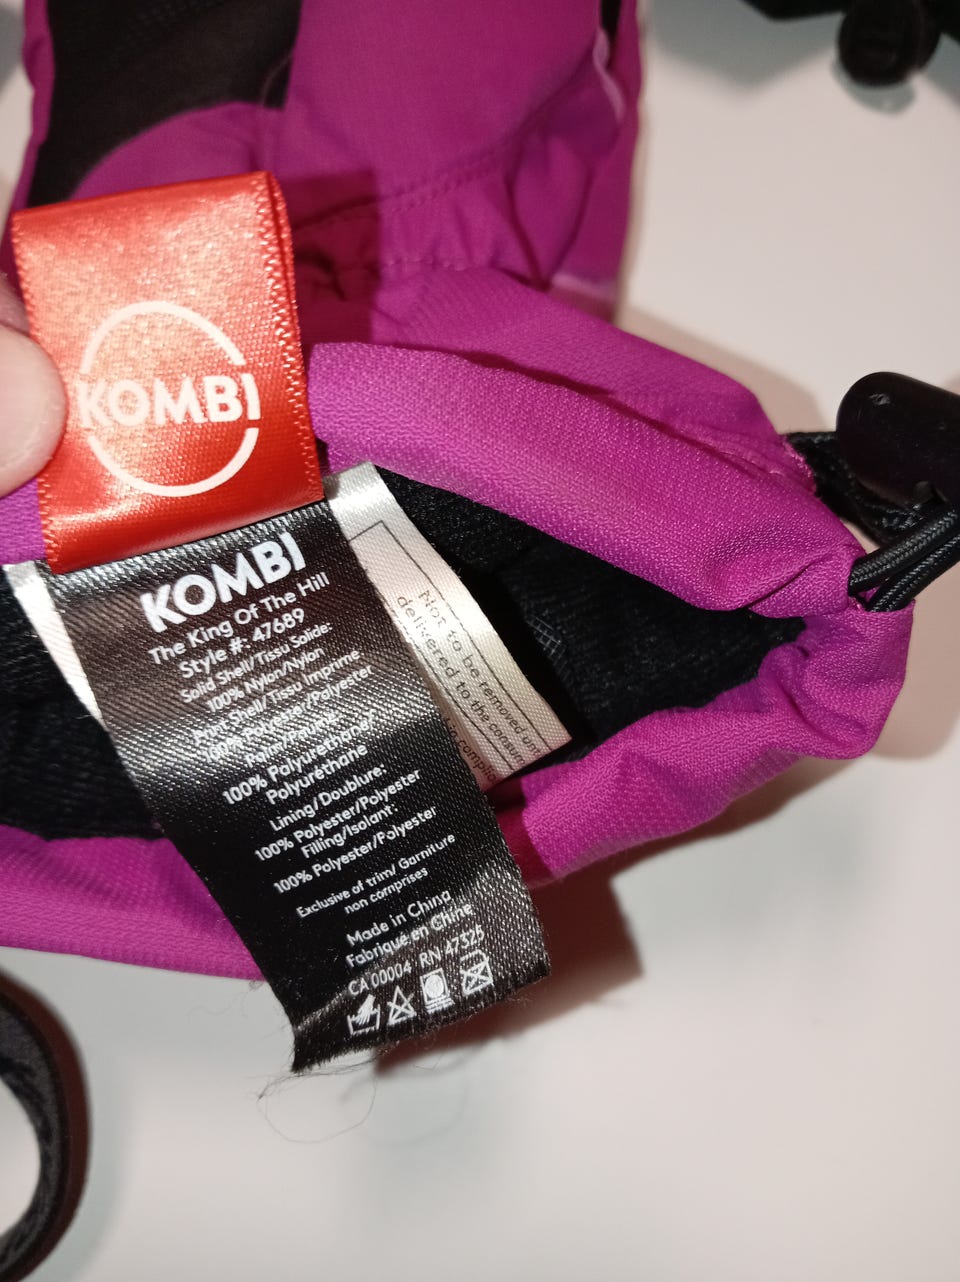 KOMBI
KOMBI
The King Of The Hill
Style #: 47689
Solid Shell/Tissu Solide:
100% Nylon/Nylon
Print Shell/Tissu Imprime
100% Polyester/Polyester
Palm/Paume:
100% Polyurethane/
Polyuréthane
Lining/Doublure:
100% Polyester/Polyester
Filling/Isolant:
100% Polyester/Polyester
Exclusive of trim/ Garniture
non comprises
Made in China
Fabriqué en Chine
CA 00004 RN 47325
Not to be removed
delivered to the